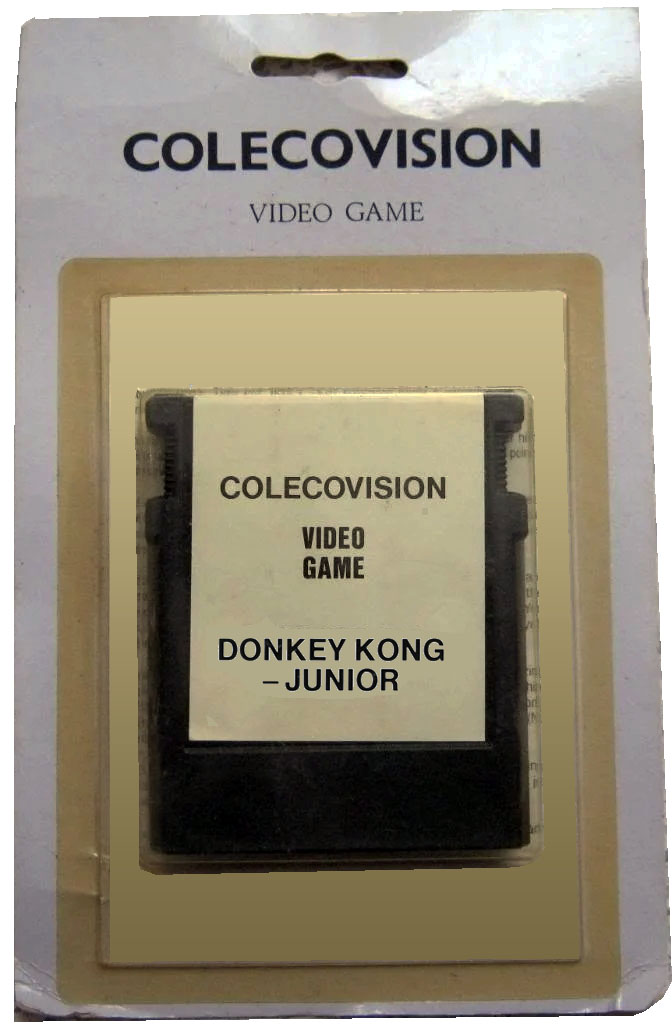 COLECOVISION
VIDEO GAME
COLECOVISION
VIDEO
GAME
DONKEY KONG
– JUNIOR